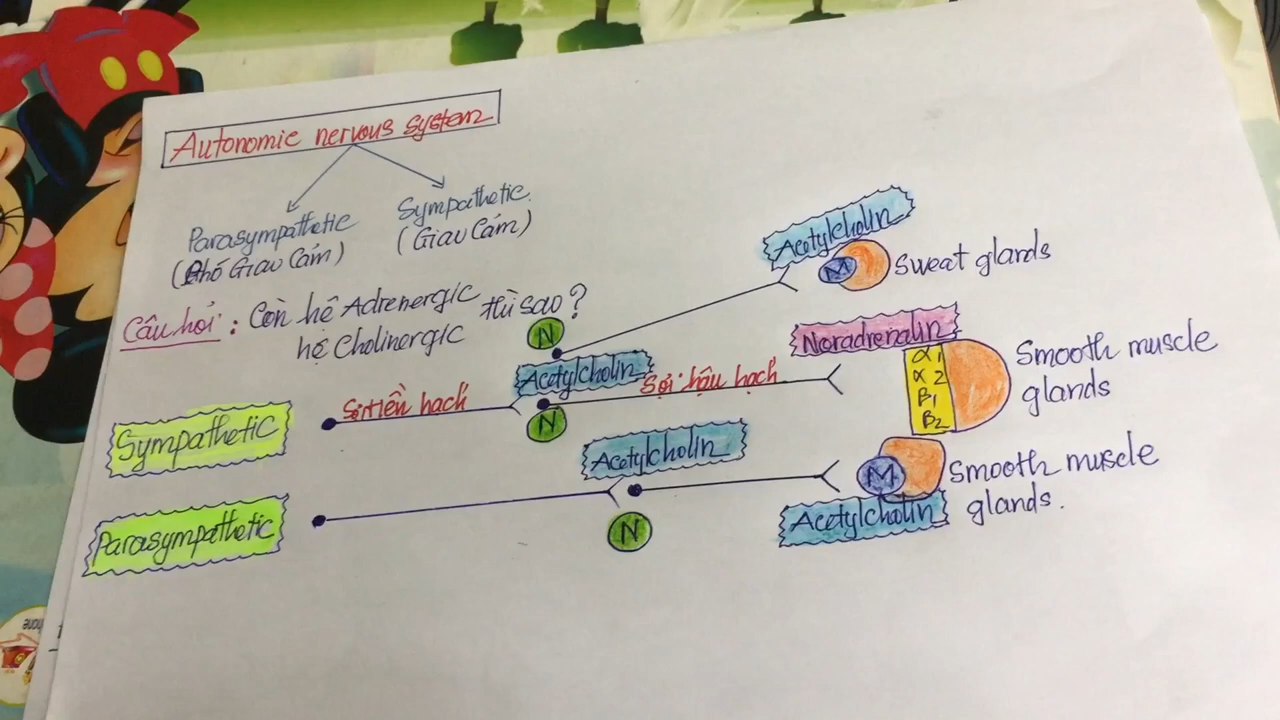 Autonomic nervous system
Parasympathetic
(Phó Giao Cảm)
Sympathetic.
(Giao Cảm)
Câu hỏi : Còn hệ Adrenergic thì sao?
hệ Cholinergic
Acetylcholin
M
Sweat glands
N
Noradrenalin
Acetylcholin
Sợi tiền hạch
Sợi hậu hạch
N
α1
α2
β1
β2
Smooth muscle
glands
Sympathetic
Acetylcholin
M
Smooth muscle
glands.
Acetylcholin
Parasympathetic
N